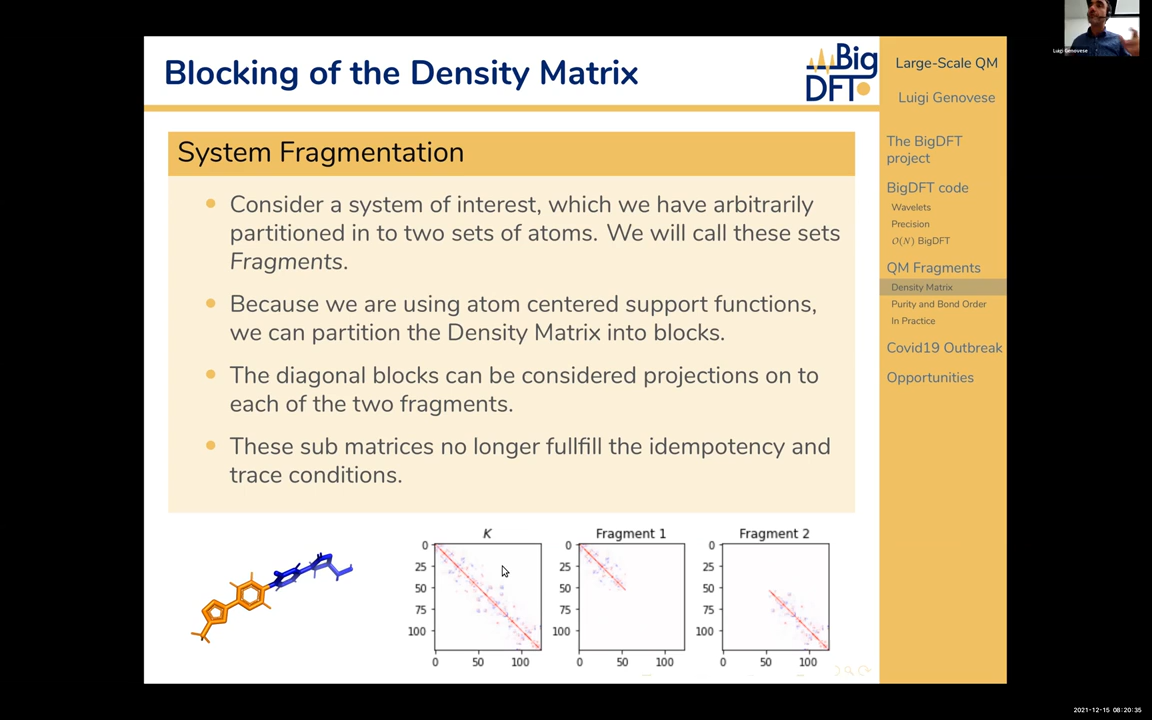 Luigi Genovese
Blocking of the Density Matrix
Big
DFT
System Fragmentation
Consider a system of interest, which we have arbitrarily
partitioned in to two sets of atoms. We will call these sets
Fragments.
Because we are using atom centered support functions,
we can partition the Density Matrix into blocks.
The diagonal blocks can be considered projections on to
each of the two fragments.
These sub matrices no longer fullfill the idempotency and
trace conditions.
K
0
25
50
75
100
0 50 100
Fragment 1
0
25
50
75
100
0 50 100
Fragment 2
0
25
50
75
100
0 50 100
Large-Scale QM
Luigi Genovese
The BigDFT
project
BigDFT code
Wavelets
Precision
O(N) BigDFT
QM Fragments
Density Matrix
Purity and Bond Order
In Practice
Covid19 Outbreak
Opportunities
2021-12-15 08:20:35